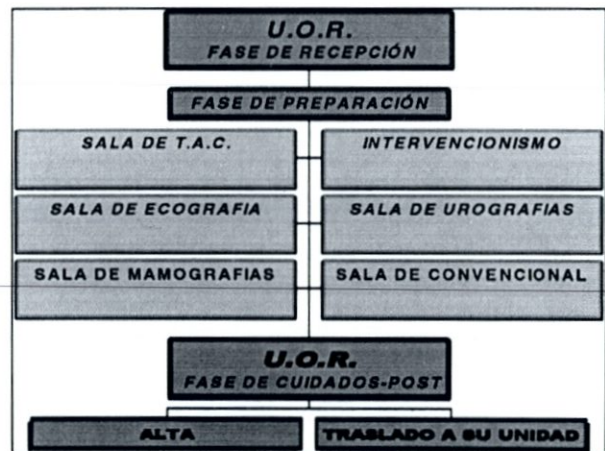 U.O.R.
FASE DE RECEPCIÓN
FASE DE PREPARACIÓN
SALA DE T.A.C.
INTERVENCIONISMO
SALA DE ECOGRAFIA
SALA DE UROGRAFIAS
SALA DE MAMOGRAFIAS
SALA DE CONVENCIONAL
U.O.R.
FASE DE CUIDADOS-POST
ALTA
TRASLADO A SU UNIDAD